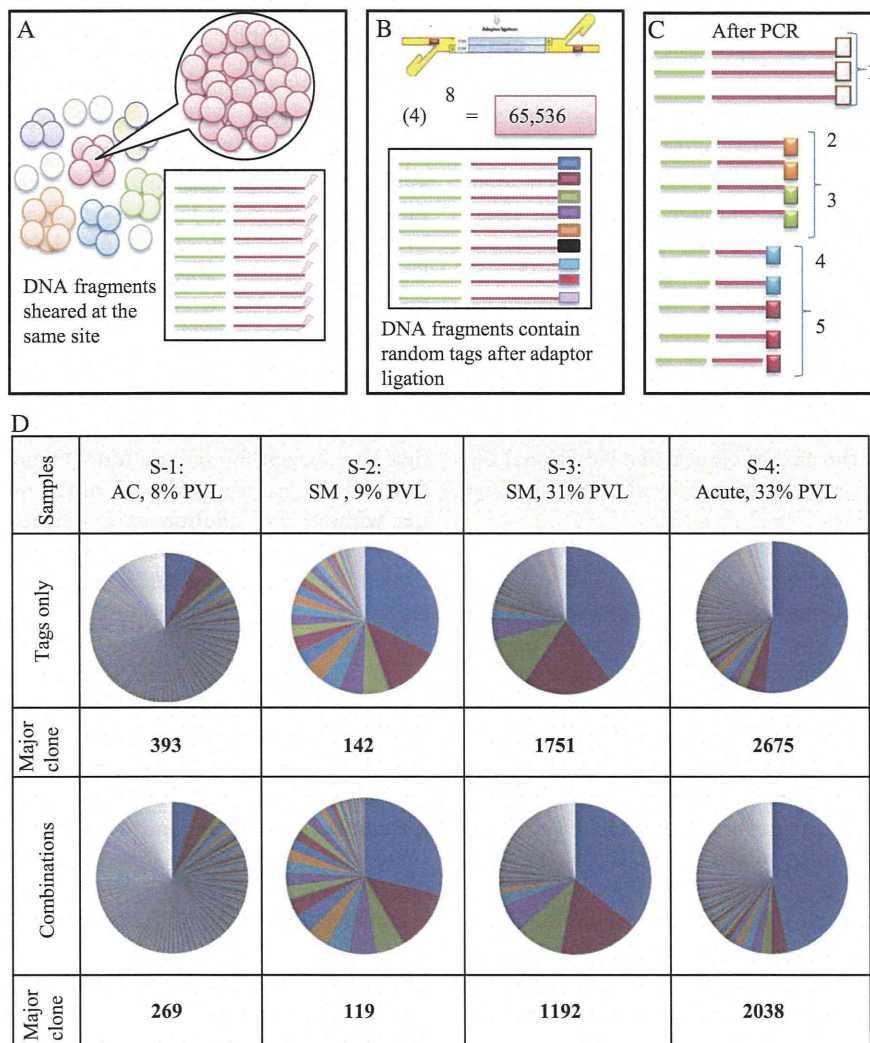 A
DNA fragments
sheared at the
same site
B
Adaptor ligation
(4) 8 = 65,536
DNA fragments contain
random tags after adaptor
ligation
C
After PCR
1
2
3
4
5
D
Samples
S-1:
AC, 8% PVL
S-2:
SM , 9% PVL
S-3:
SM, 31% PVL
S-4:
Acute, 33% PVL
Tags only
Major
clone
393
142
1751
2675
Combinations
Major
clone
269
119
1192
2038